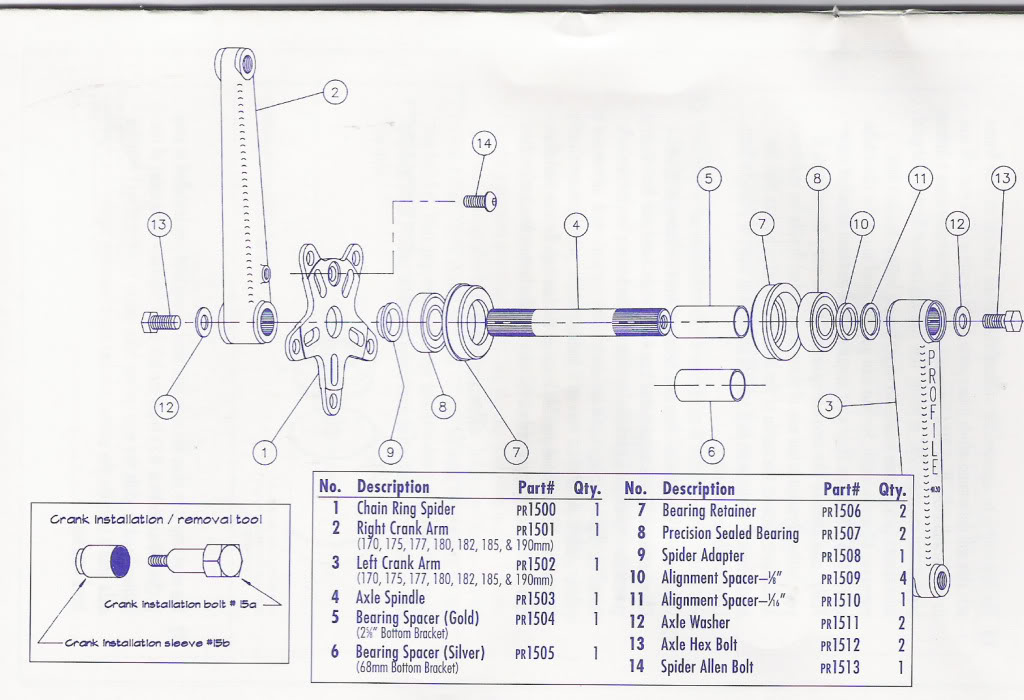 2
14
13
5
8
11
13
4
7
10
12
12
1
9
8
7
6
3
PROFILE
No. Description Part# Qty.
1 Chain Ring Spider PR1500 1
2 Right Crank Arm PR1501 1
(170, 175, 177, 180, 182, 185, & 190mm)
3 Left Crank Arm PR1502 1
(170, 175, 177, 180, 182, 185, & 190mm)
4 Axle Spindle PR1503 1
5 Bearing Spacer (Gold) PR1504 1
(2⅝" Bottom Bracket)
6 Bearing Spacer (Silver) PR1505 1
(68mm Bottom Bracket)
No. Description Part# Qty.
7 Bearing Retainer PR1506 2
8 Precision Sealed Bearing PR1507 2
9 Spider Adapter PR1508 1
10 Alignment Spacer–⅛" PR1509 4
11 Alignment Spacer–1/16" PR1510 1
12 Axle Washer PR1511 2
13 Axle Hex Bolt PR1512 2
14 Spider Allen Bolt PR1513 1
Crank Installation / removal tool
Crank Installation bolt # 15a
Crank Installation sleeve #15b